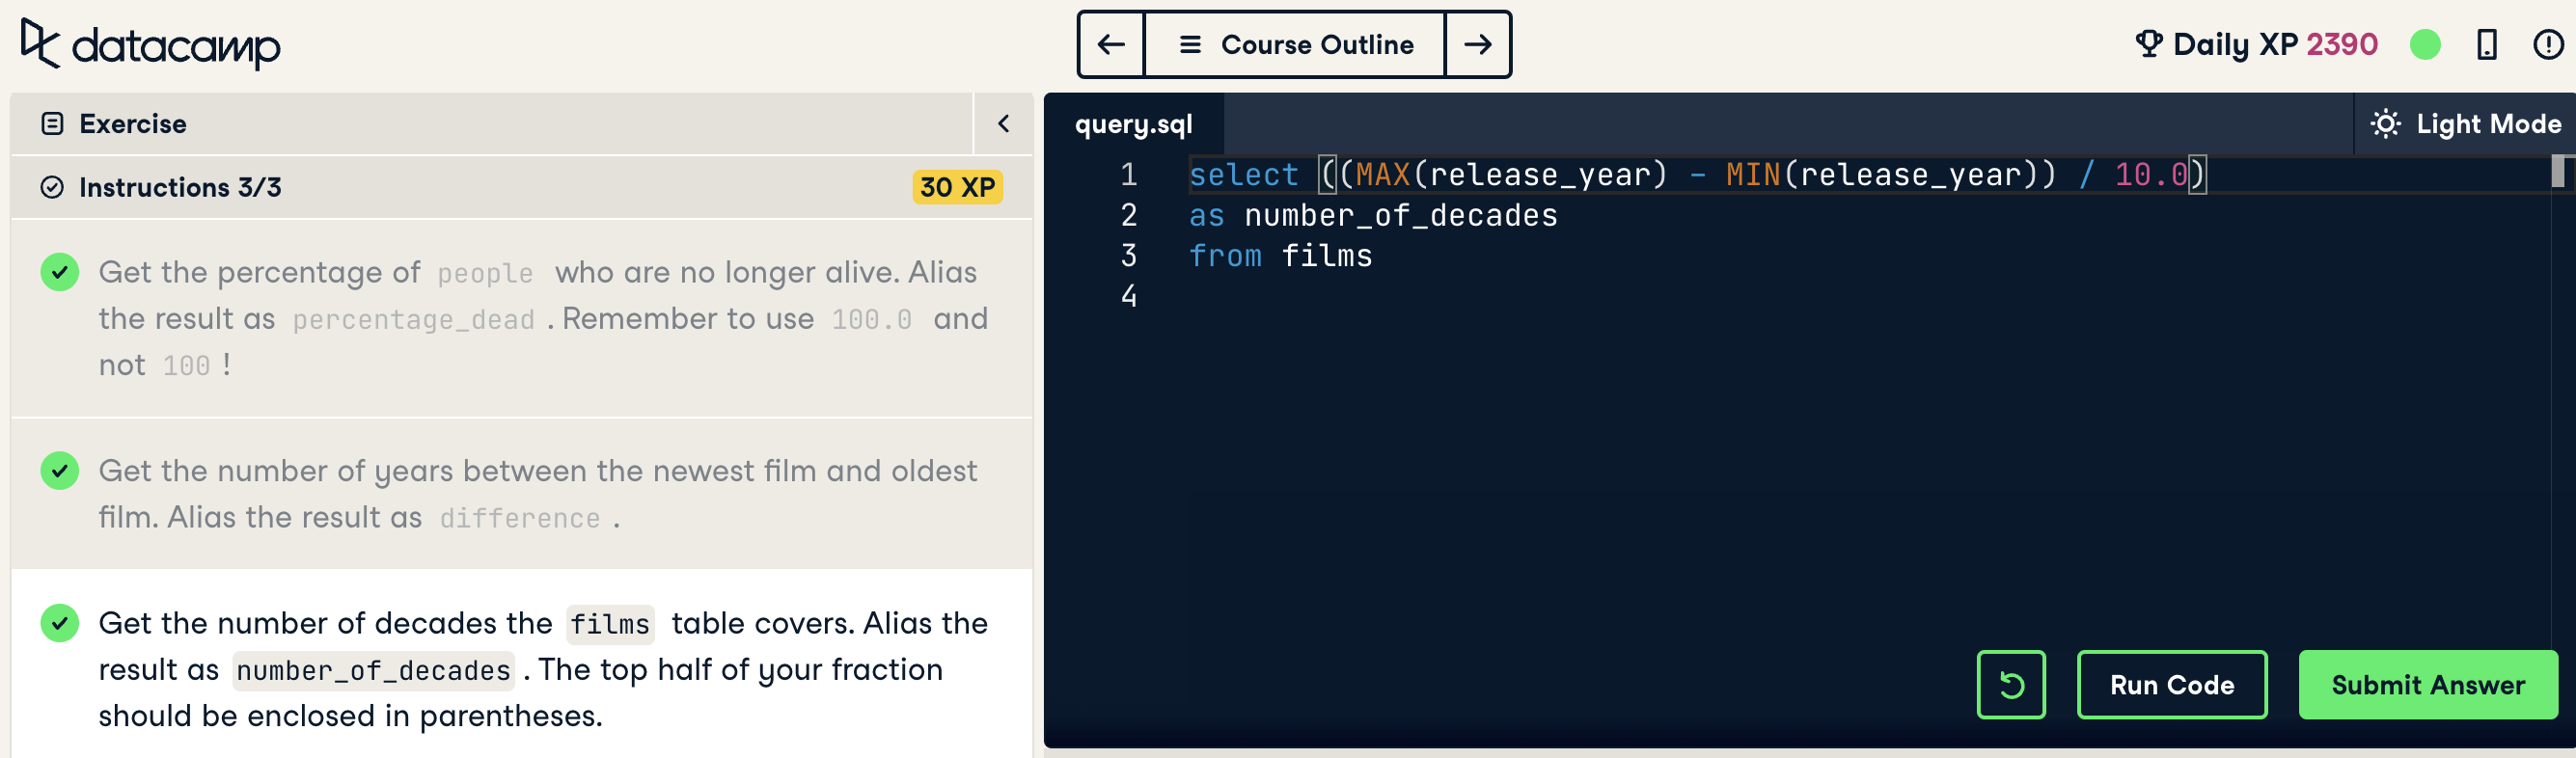 datacamp
Course Outline
Daily XP 2390
Exercise
Instructions 3/3
30 XP
Get the percentage of people who are no longer alive. Alias
the result as percentage_dead . Remember to use 100.0 and
not 100 !
Get the number of years between the newest film and oldest
film. Alias the result as difference .
Get the number of decades the films table covers. Alias the
result as number_of_decades . The top half of your fraction
should be enclosed in parentheses.
query.sql
Light Mode
1 select ((MAX(release_year) - MIN(release_year)) / 10.0)
2 as number_of_decades
3 from films
4
Run Code
Submit Answer